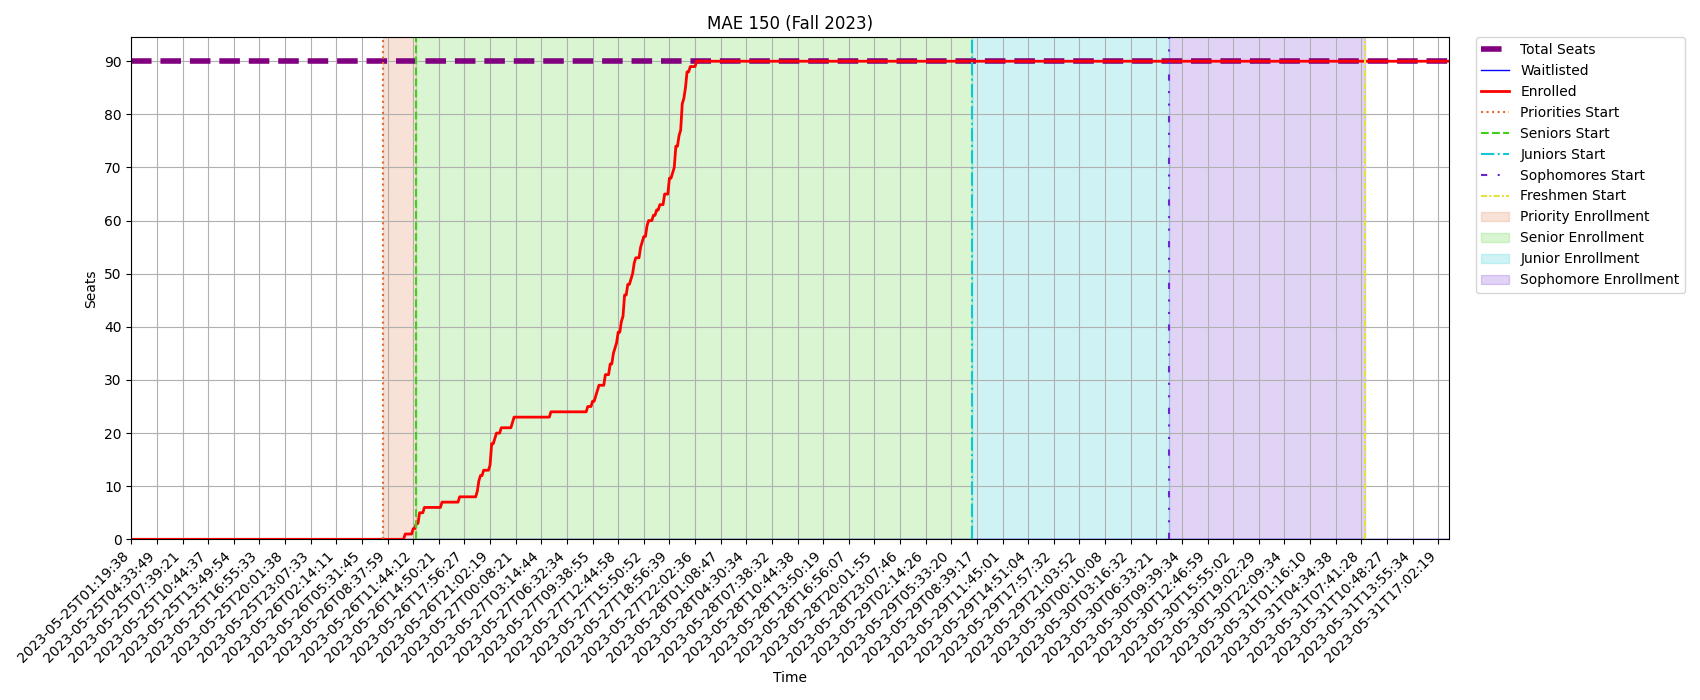 MAE 150 (Fall 2023)
90
80
70
60
50
40
30
20
10
0
Seats
2023-05-25T01:19:38
2023-05-25T04:33:49
2023-05-25T07:39:21
2023-05-25T10:44:37
2023-05-25T13:49:54
2023-05-25T16:55:33
2023-05-25T20:01:38
2023-05-25T23:07:33
2023-05-26T02:14:11
2023-05-26T05:31:45
2023-05-26T08:37:59
2023-05-26T11:44:12
2023-05-26T14:50:21
2023-05-26T17:56:27
2023-05-26T21:02:19
2023-05-27T00:08:21
2023-05-27T03:14:44
2023-05-27T06:32:34
2023-05-27T09:38:55
2023-05-27T12:44:58
2023-05-27T15:50:52
2023-05-27T18:56:39
2023-05-27T22:02:36
2023-05-28T01:08:47
2023-05-28T04:30:34
2023-05-28T07:38:32
2023-05-28T10:44:38
2023-05-28T13:50:19
2023-05-28T16:56:07
2023-05-28T20:01:55
2023-05-28T23:07:46
2023-05-29T02:14:26
2023-05-29T05:33:20
2023-05-29T08:39:17
2023-05-29T11:45:01
2023-05-29T14:51:04
2023-05-29T17:57:32
2023-05-29T21:03:52
2023-05-30T00:10:08
2023-05-30T03:16:32
2023-05-30T06:33:21
2023-05-30T09:39:34
2023-05-30T12:46:59
2023-05-30T15:55:02
2023-05-30T19:02:29
2023-05-30T22:09:34
2023-05-31T01:16:10
2023-05-31T04:34:38
2023-05-31T07:41:28
2023-05-31T10:48:27
2023-05-31T13:55:34
2023-05-31T17:02:19
Time
Total Seats
Waitlisted
Enrolled
Priorities Start
Seniors Start
Juniors Start
Sophomores Start
Freshmen Start
Priority Enrollment
Senior Enrollment
Junior Enrollment
Sophomore Enrollment